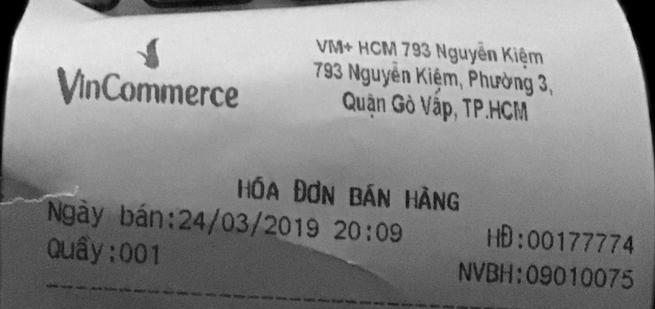 VinCommerce
VM+ HCM 793 Nguyễn Kiệm
793 Nguyễn Kiệm, Phường 3,
Quận Gò Vấp, TP.HCM
HÓA ĐƠN BÁN HÀNG
Ngày bán:24/03/2019 20:09 HĐ:00177774
Quầy:001 NVBH:09010075